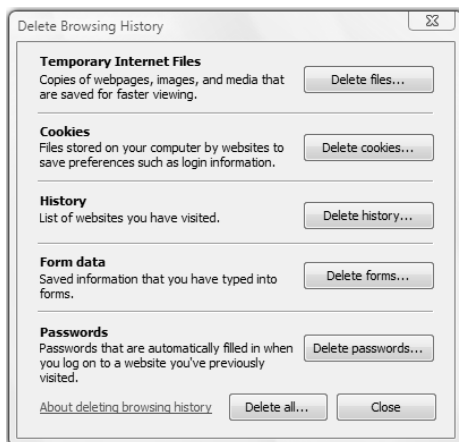 Delete Browsing History
Temporary Internet Files
Copies of webpages, images, and media that
are saved for faster viewing.
Delete files...
Cookies
Files stored on your computer by websites to
save preferences such as login information.
Delete cookies...
History
List of websites you have visited.
Delete history...
Form data
Saved information that you have typed into
forms.
Delete forms...
Passwords
Passwords that are automatically filled in when
you log on to a website you've previously
visited.
Delete passwords...
About deleting browsing history
Delete all...
Close